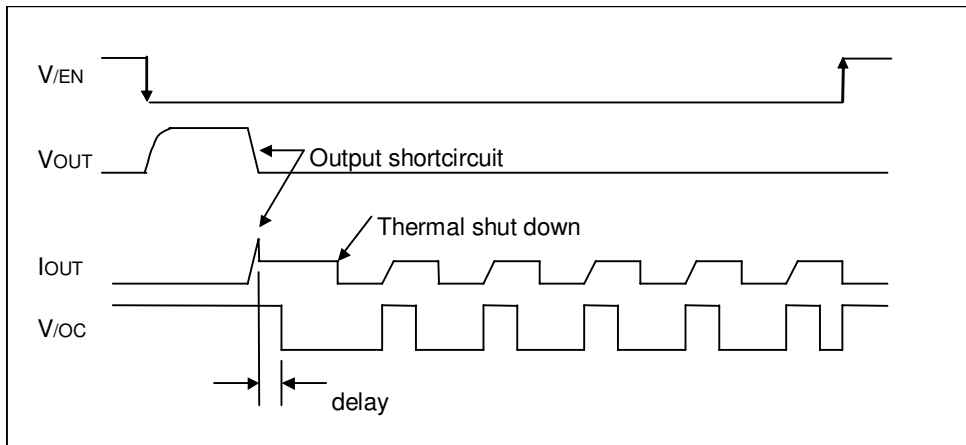 V/EN
VOUT
Output shortcircuit
Thermal shut down
IOUT
V/OC
delay